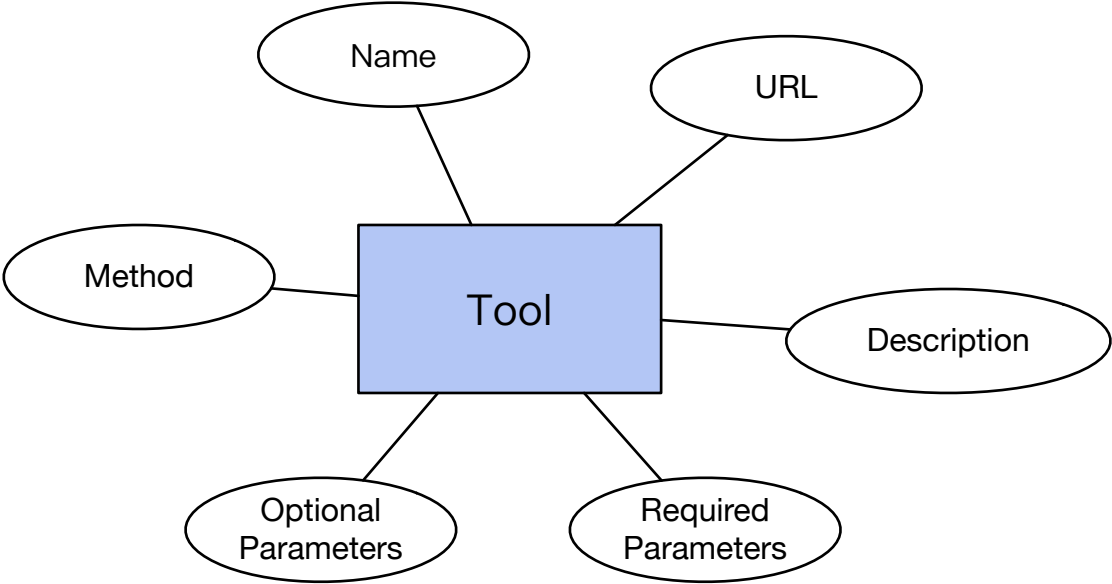 Name
URL
Method
Tool
Description
Optional
Parameters
Required
Parameters